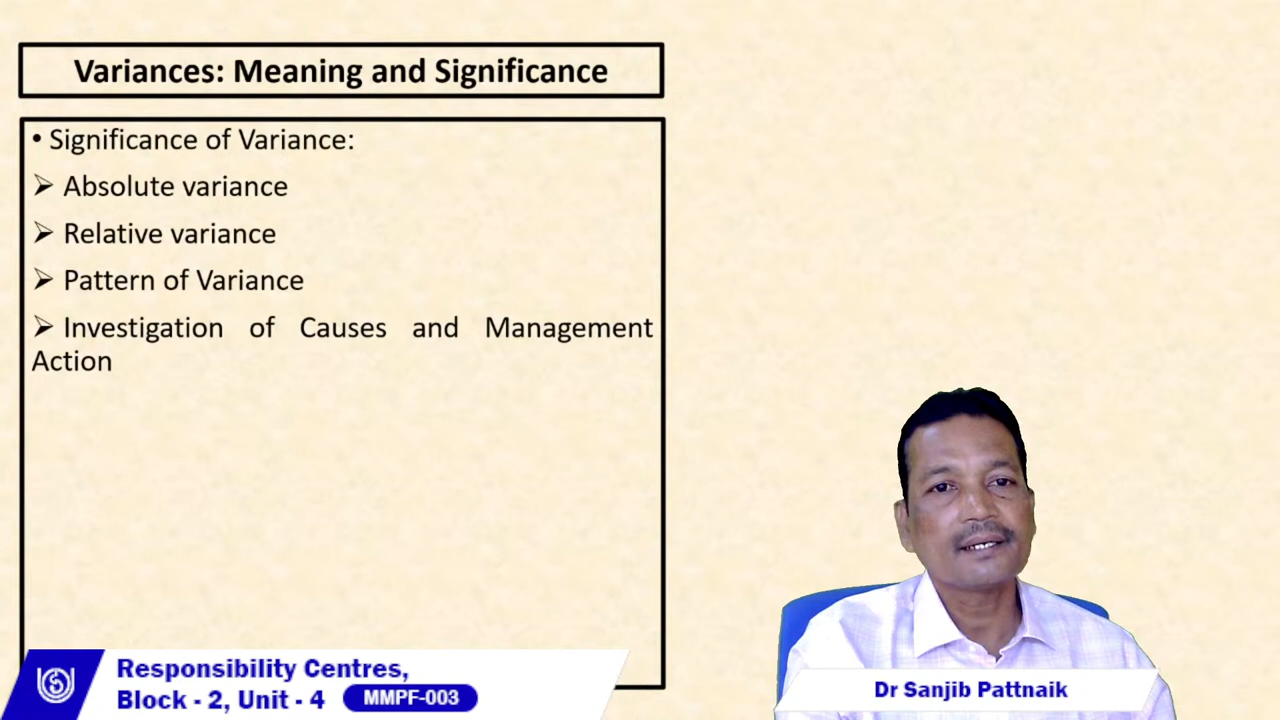 Variances: Meaning and Significance
• Significance of Variance:
➢ Absolute variance
➢ Relative variance
➢ Pattern of Variance
➢ Investigation of Causes and Management
Action
Responsibility Centres,
Block - 2, Unit - 4 MMPF-003
Dr Sanjib Pattnaik